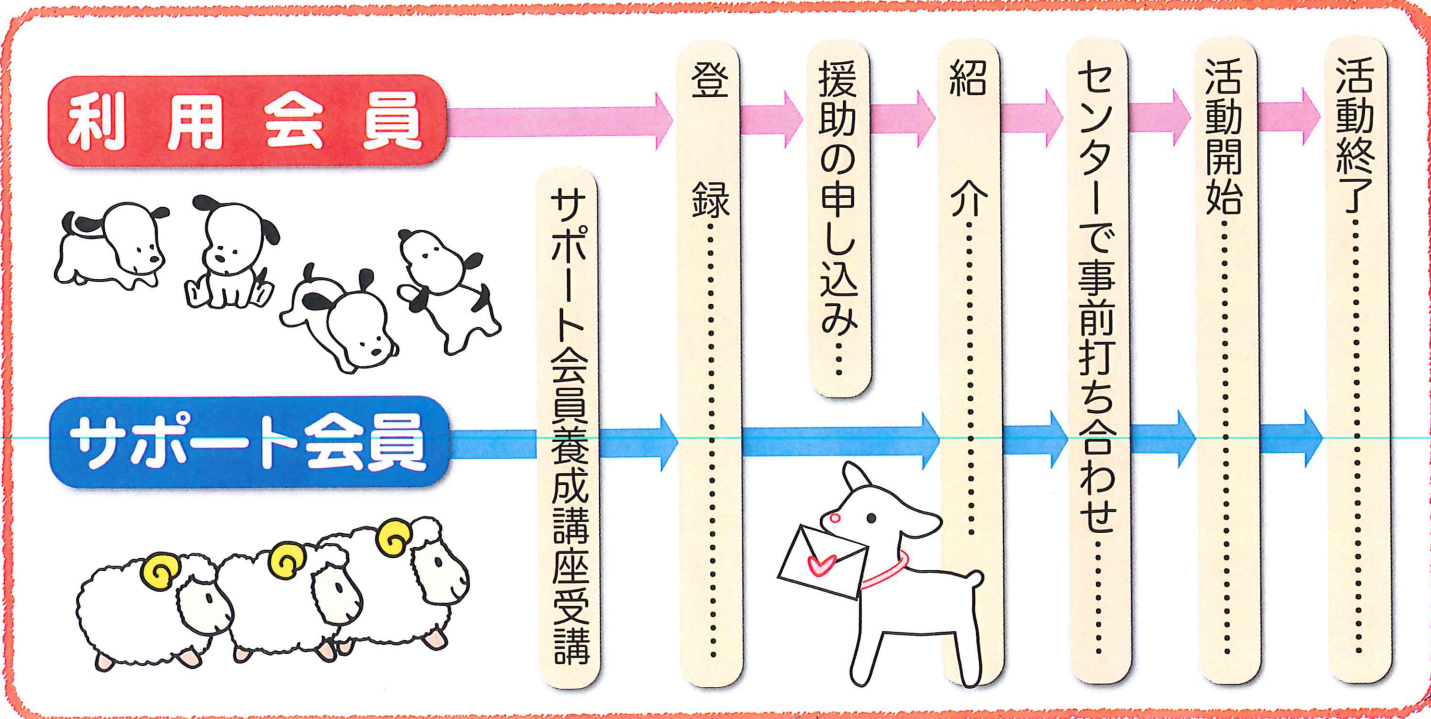 利用会員
サポート会員
サポート会員養成講座受講
登録……………………………
援助の申し込み…
紹介……………………
センターで事前打ち合わせ………
活動開始……………………………
活動終了……………………………